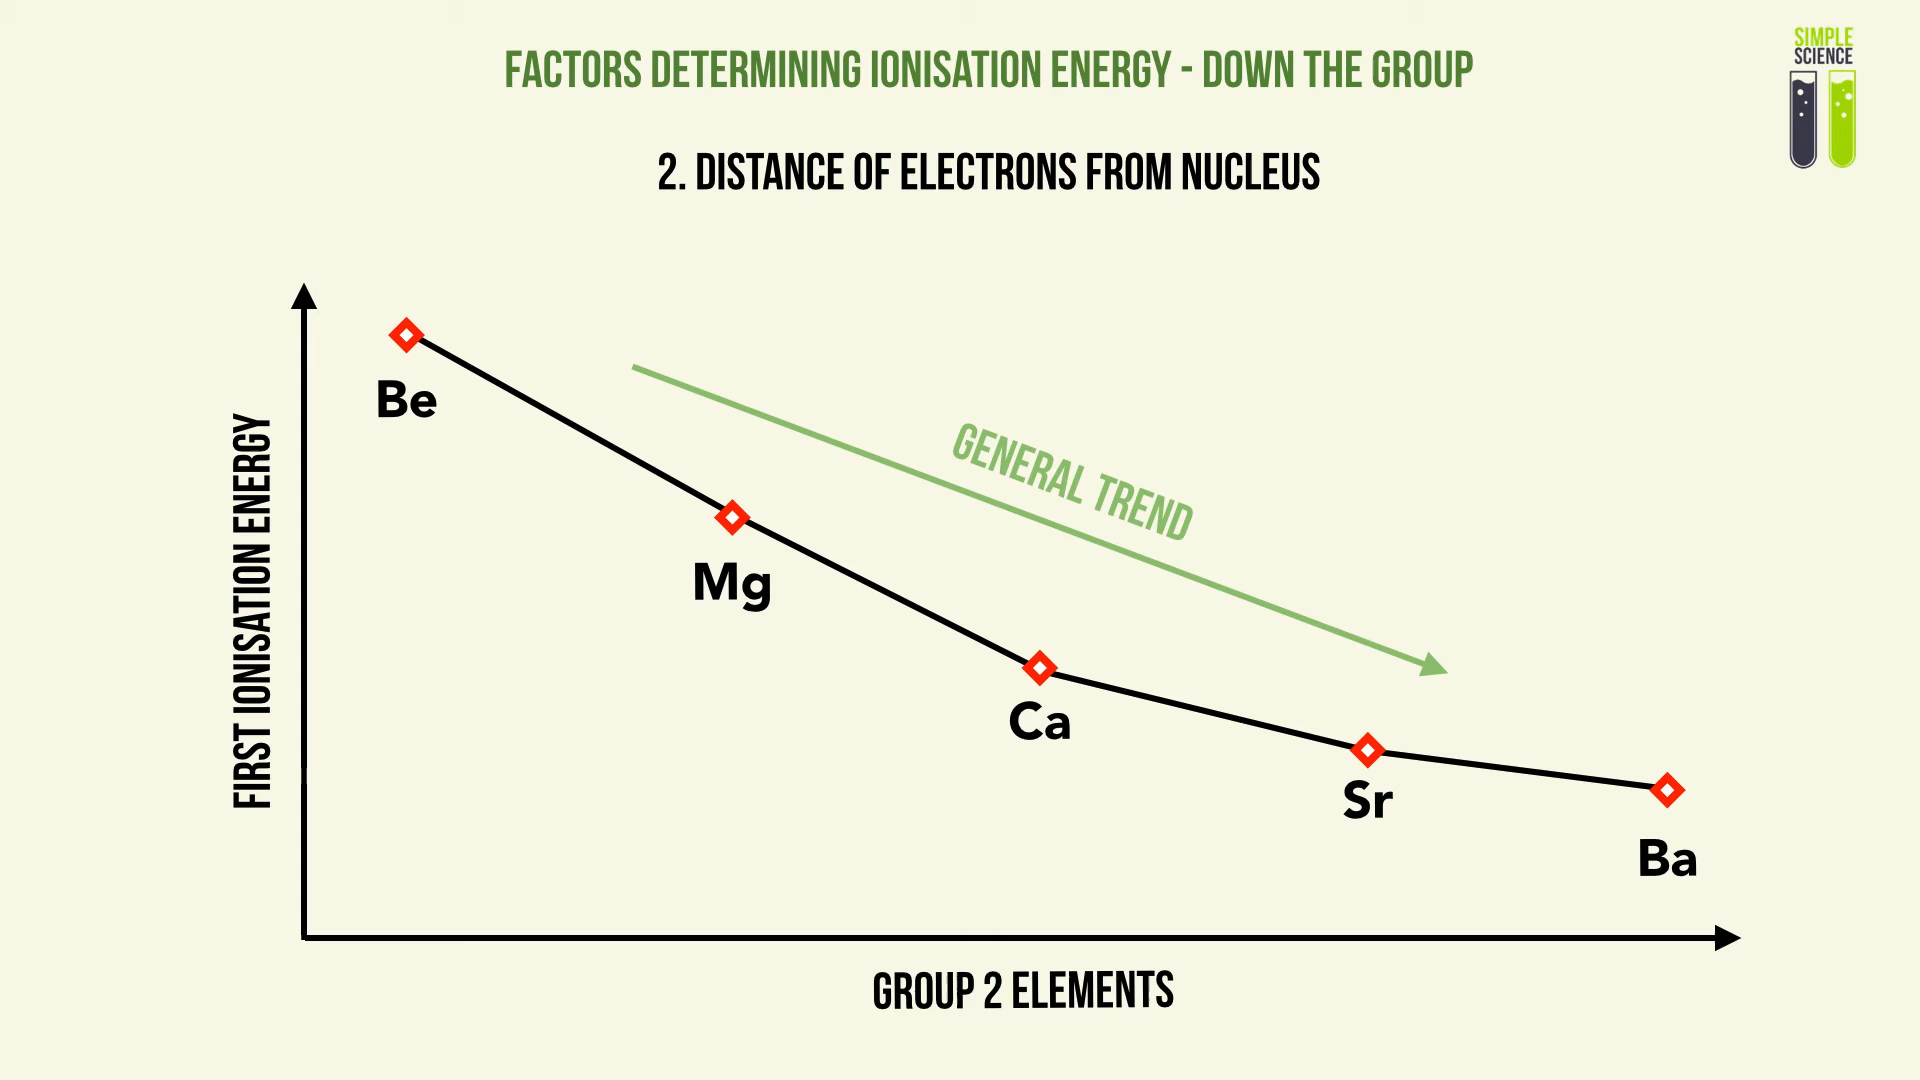 FACTORS DETERMINING IONISATION ENERGY - DOWN THE GROUP
SIMPLE
SCIENCE
2. DISTANCE OF ELECTRONS FROM NUCLEUS
FIRST IONISATION ENERGY
Be
Mg
Ca
Sr
Ba
GENERAL TREND
GROUP 2 ELEMENTS